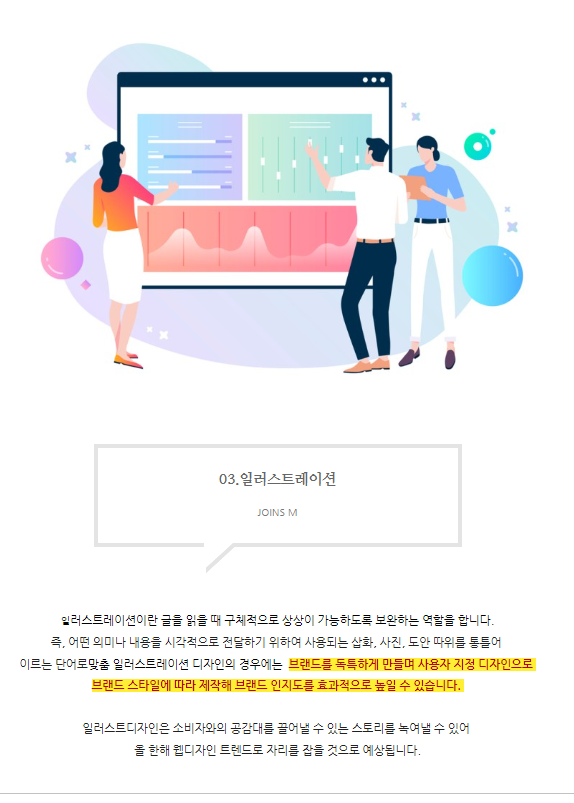 03.일러스트레이션
JOINS M
일러스트레이션이란 글을 읽을 때 구체적으로 상상이 가능하도록 보완하는 역할을 합니다.
즉, 어떤 의미나 내용을 시각적으로 전달하기 위하여 사용되는 삽화, 사진, 도안 따위를 통틀어
이르는 단어로맞춤 일러스트레이션 디자인의 경우에는 브랜드를 독특하게 만들며 사용자 지정 디자인으로
브랜드 스타일에 따라 제작해 브랜드 인지도를 효과적으로 높일 수 있습니다.
일러스트디자인은 소비자와의 공감대를 끌어낼 수 있는 스토리를 녹여낼 수 있어
올 한해 웹디자인 트렌드로 자리를 잡을 것으로 예상됩니다.